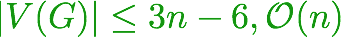 |V(G)| ≤ 3n − 6, 𝒪(n)